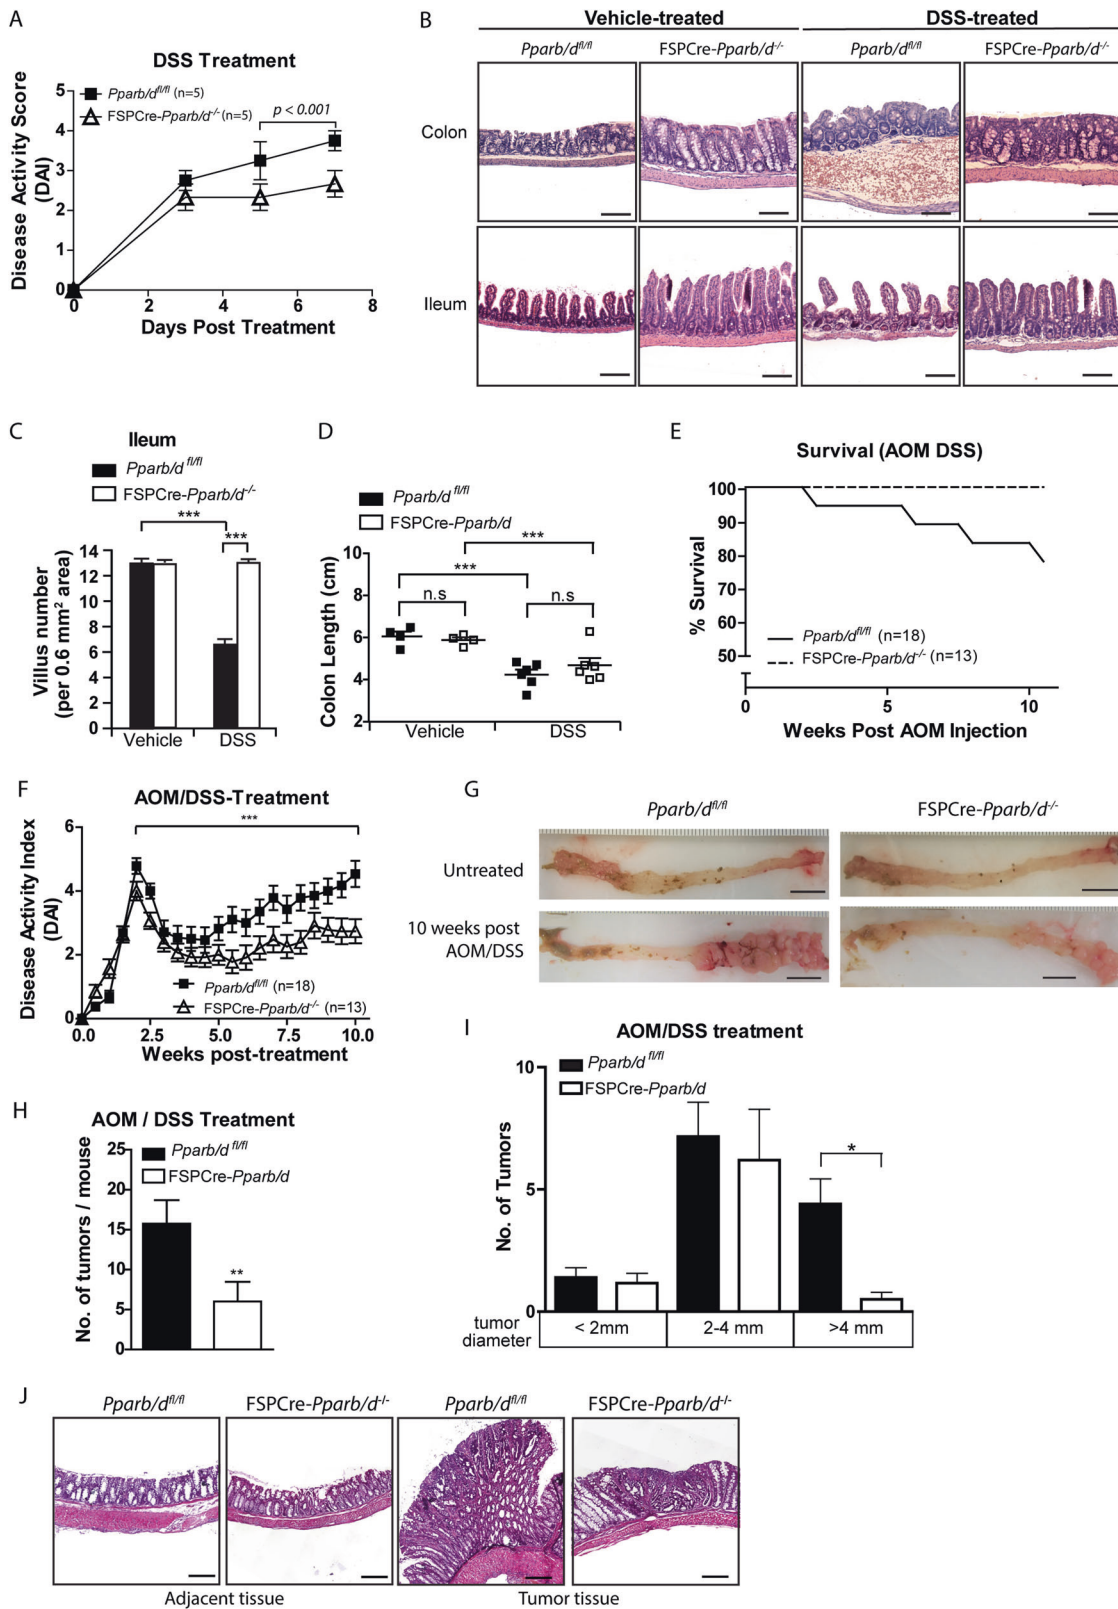 A
DSS Treatment
Pparb/d^fl/fl (n=5)
FSPCre-Pparb/d^-/- (n=5)
p < 0.001
Disease Activity Score
(DAI)
5
4
3
2
1
0
0 2 4 6 8
Days Post Treatment
B
Vehicle-treated DSS-treated
Pparb/d^fl/fl FSPCre-Pparb/d^-/- Pparb/d^fl/fl FSPCre-Pparb/d^-/-
Colon
Ileum
C
Ileum
Pparb/d^fl/fl
FSPCre-Pparb/d^-/-
***
***
Villus number
(per 0.6 mm² area)
14
12
10
8
6
4
2
0
Vehicle DSS
D
Pparb/d^fl/fl
FSPCre-Pparb/d
***
***
n.s
n.s
Colon Length (cm)
10
8
6
4
2
Vehicle DSS
E
Survival (AOM DSS)
% Survival
100
90
80
70
60
50
Pparb/d^fl/fl (n=18)
FSPCre-Pparb/d^-/- (n=13)
0 5 10
Weeks Post AOM Injection
F
AOM/DSS-Treatment
***
Disease Activity Index
(DAI)
6
4
2
0
Pparb/d^fl/fl (n=18)
FSPCre-Pparb/d^-/- (n=13)
0.0 2.5 5.0 7.5 10.0
Weeks post-treatment
G
Pparb/d^fl/fl FSPCre-Pparb/d^-/-
Untreated
10 weeks post
AOM/DSS
H
AOM / DSS Treatment
Pparb/d^fl/fl
FSPCre-Pparb/d
No. of tumors / mouse
25
20
15
10
5
0
**
I
AOM/DSS treatment
Pparb/d^fl/fl
FSPCre-Pparb/d
No. of Tumors
10
5
0
*
tumor
diameter
< 2mm 2-4 mm >4 mm
J
Pparb/d^fl/fl FSPCre-Pparb/d^-/- Pparb/d^fl/fl FSPCre-Pparb/d^-/-
Adjacent tissue Tumor tissue